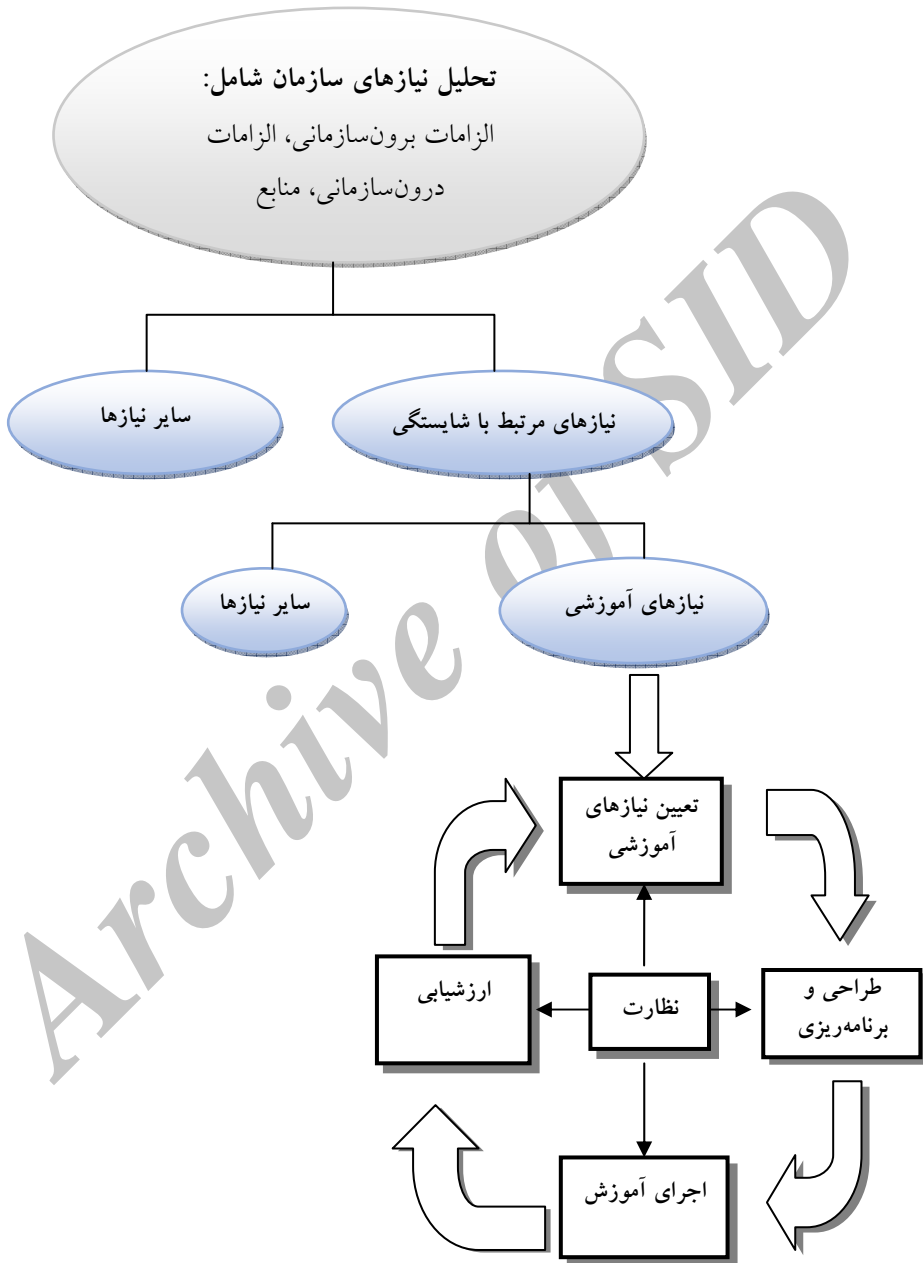 تحلیل نیازهای سازمان شامل:
الزامات برون‌سازمانی، الزامات
درون‌سازمانی، منابع
نیازهای مرتبط با شایستگی
سایر نیازها
نیازهای آموزشی
سایر نیازها
تعیین نیازهای
آموزشی
طراحی و
برنامه‌ریزی
نظارت
ارزشیابی
اجرای آموزش
Archive of SID